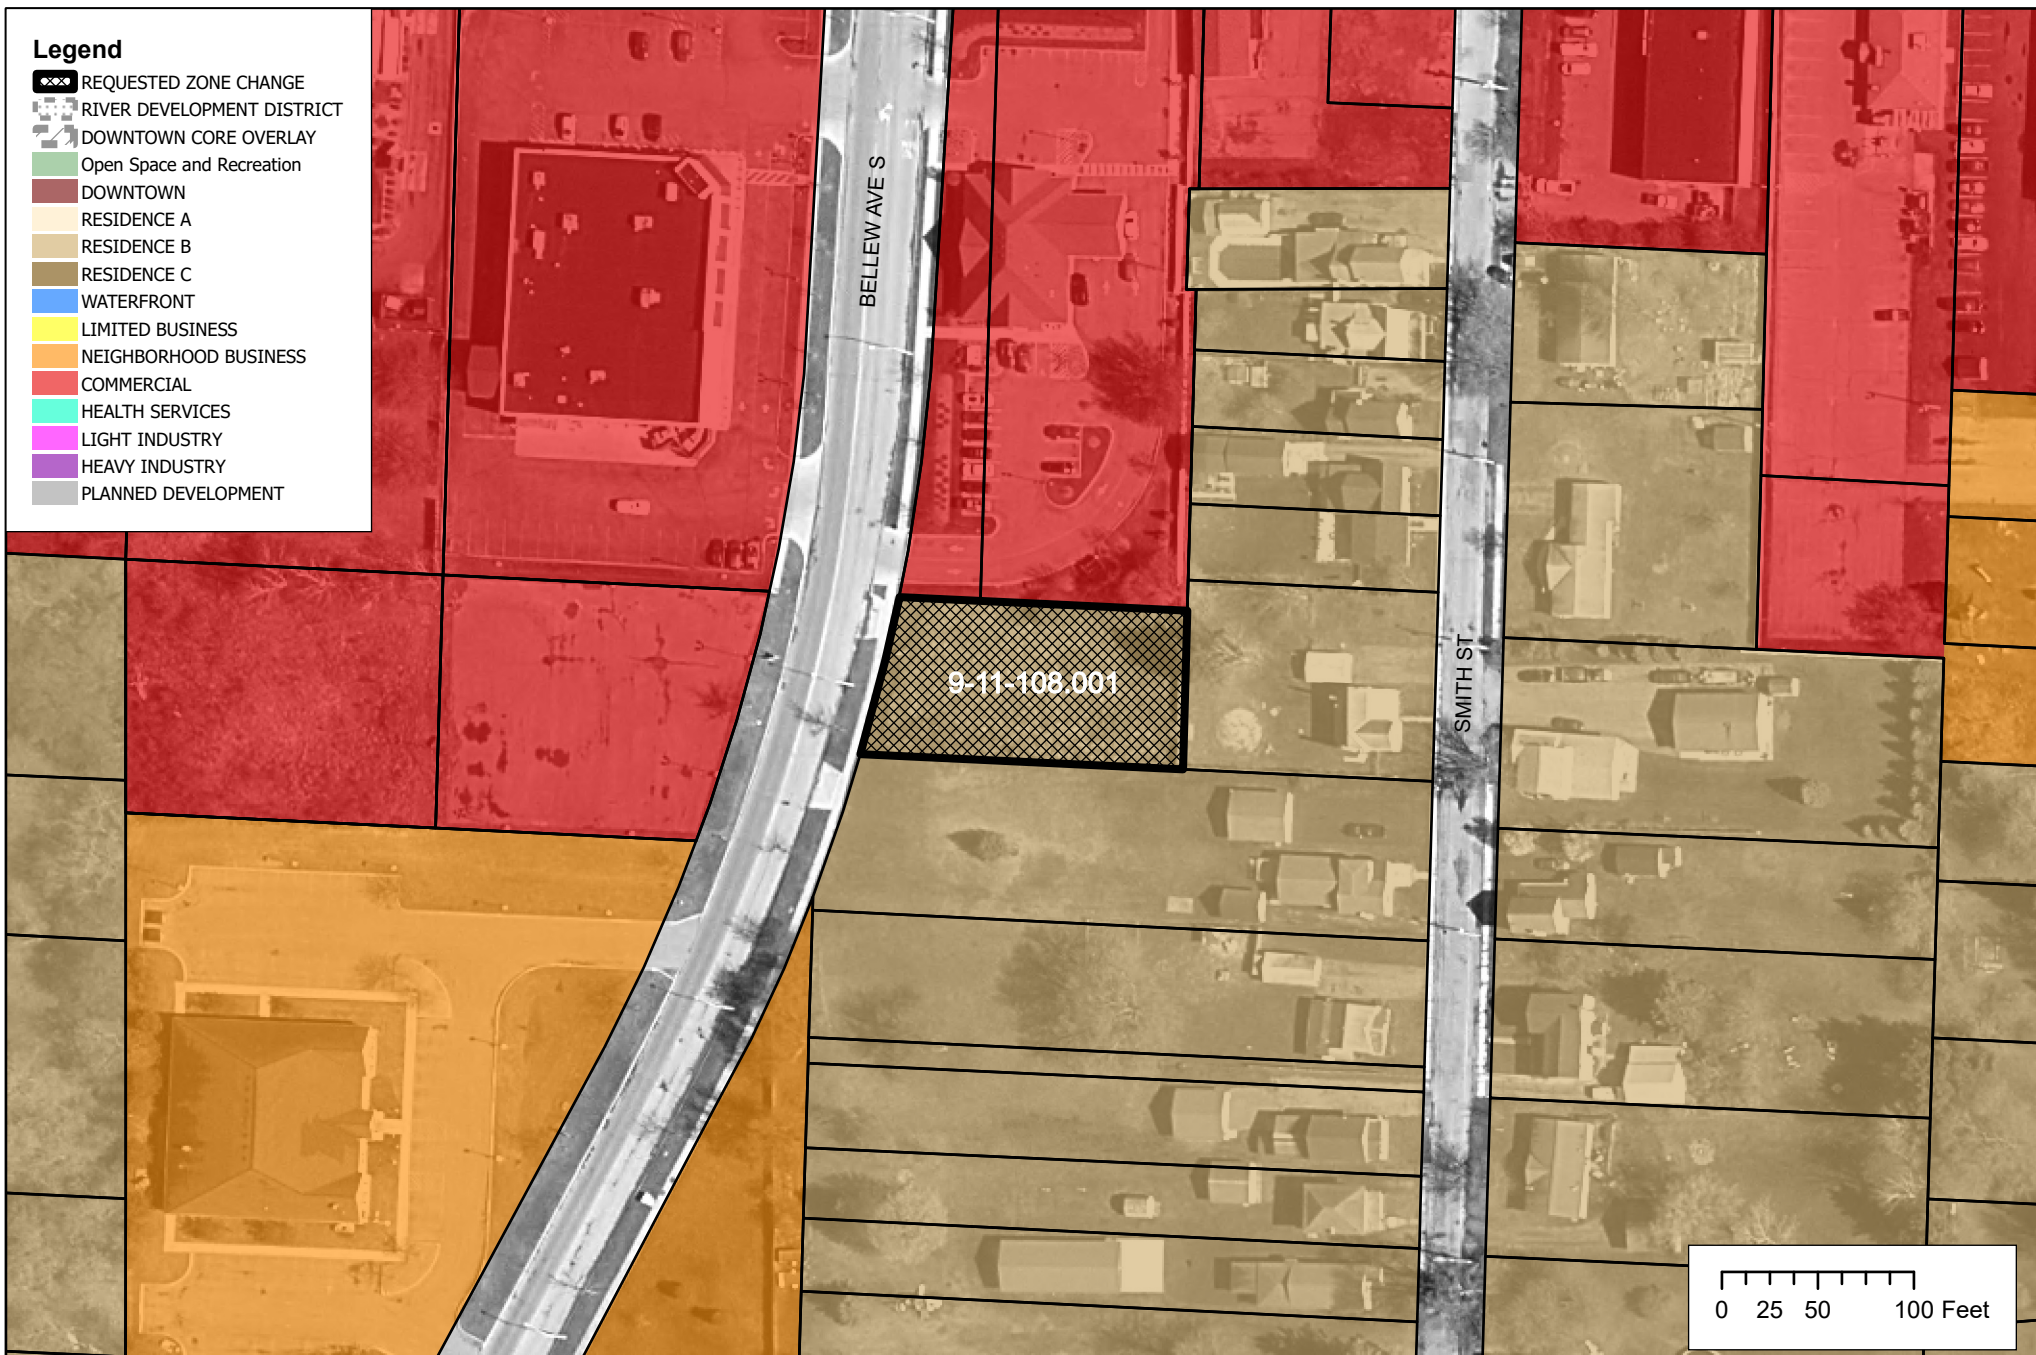 Legend
REQUESTED ZONE CHANGE
RIVER DEVELOPMENT DISTRICT
DOWNTOWN CORE OVERLAY
Open Space and Recreation
DOWNTOWN
RESIDENCE A
RESIDENCE B
RESIDENCE C
WATERFRONT
LIMITED BUSINESS
NEIGHBORHOOD BUSINESS
COMMERCIAL
HEALTH SERVICES
LIGHT INDUSTRY
HEAVY INDUSTRY
PLANNED DEVELOPMENT
BELLEW AVE S
9-11-108.001
SMITH ST
0 25 50 100 Feet